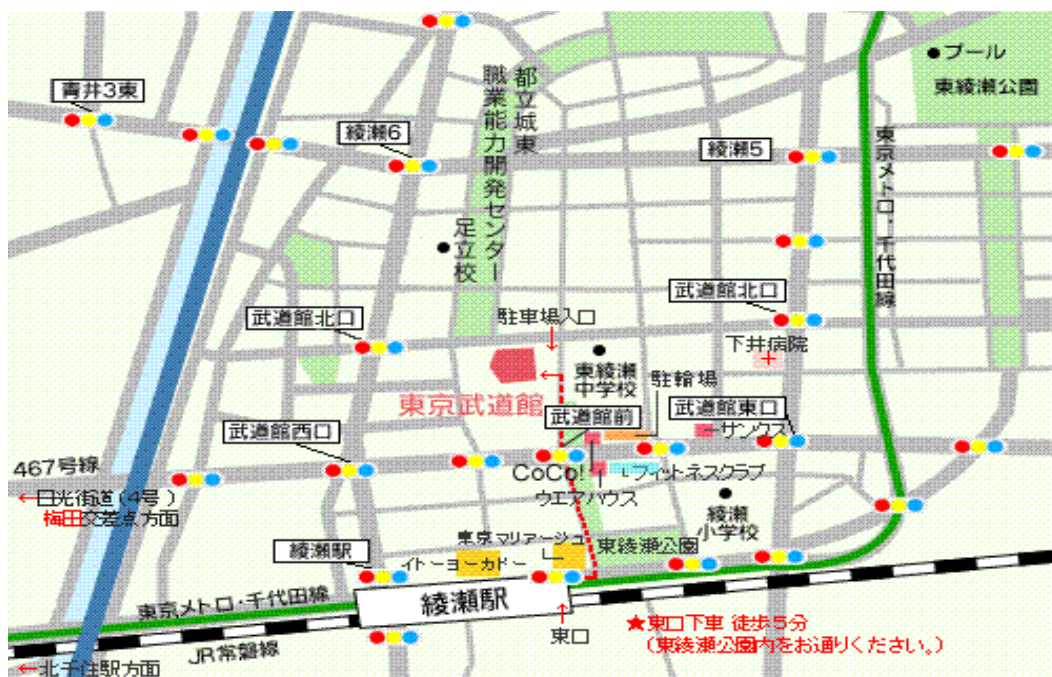 プール
東綾瀬公園
青井3東
綾瀬6
綾瀬5
都立城東
職業能力開発センター
足立校
東京メトロ・千代田線
武道館北口
武道館北口
駐車場入口
下井病院
東綾瀬
中学校
駐輪場
東京武道館
武道館前
武道館東口
サンクス
武道館西口
467号線
←日光街道(4号)
梅田交差点方面
CoCo!
フィットネスクラブ
ウエアハウス
綾瀬
小学校
東京マリアージュ
東綾瀬公園
綾瀬駅
イトーヨーカドー
綾瀬駅
東京メトロ・千代田線
JR常磐線
←北千住駅方面
東口
★東口下車 徒歩5分
(東綾瀬公園内をお通りください。)